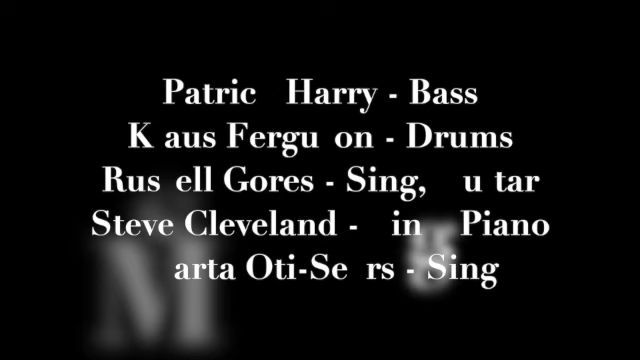 Patric Harry - Bass
K aus Fergu on - Drums
Rus ell Gores - Sing, u tar
Steve Cleveland - in Piano
arta Oti-Se rs - Sing